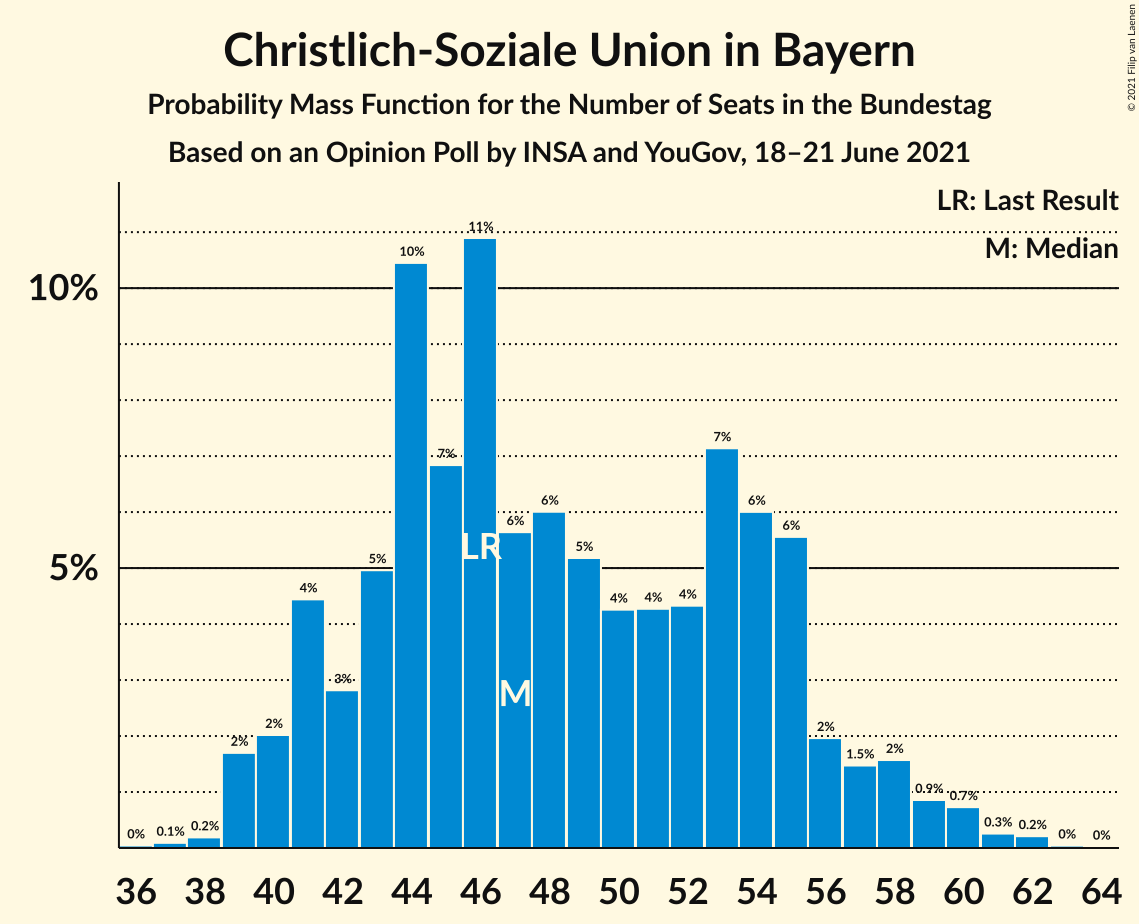 Christlich-Soziale Union in Bayern
Probability Mass Function for the Number of Seats in the Bundestag
Based on an Opinion Poll by INSA and YouGov, 18–21 June 2021
© 2021 Filip van Laenen
LR: Last Result
M: Median
10%
5%
0% 0.1% 0.2% 2% 2% 4% 3% 5% 10% 7% 11% 6% 6% 5% 4% 4% 4% 7% 6% 6% 2% 1.5% 2% 0.9% 0.7% 0.3% 0.2% 0% 0%
LR
M
36 38 40 42 44 46 48 50 52 54 56 58 60 62 64